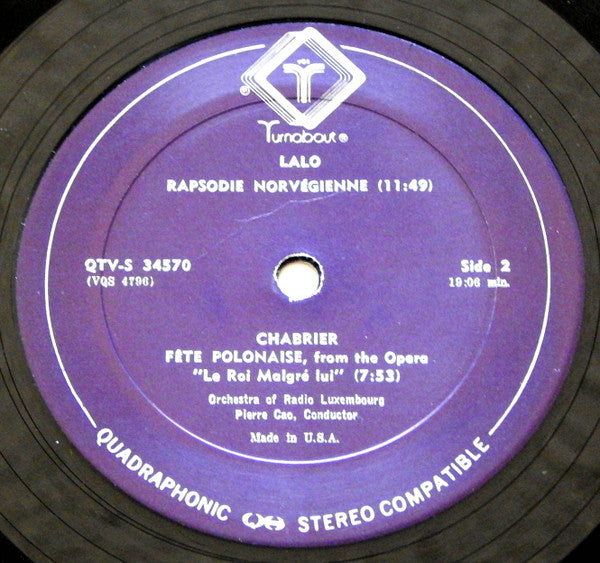 VOX
Turnabout®
LALO
RAPSODIE NORVÉGIENNE (11:49)
QTV-S 34570
(VQS 4796)
Side 2
19:06 min.
CHABRIER
FÊTE POLONAISE, from the Opera
"Le Roi Malgré lui" (7:53)
Orchestra of Radio Luxembourg
Pierre Cao, Conductor
Made in U.S.A.
QUADRAPHONIC QS STEREO COMPATIBLE